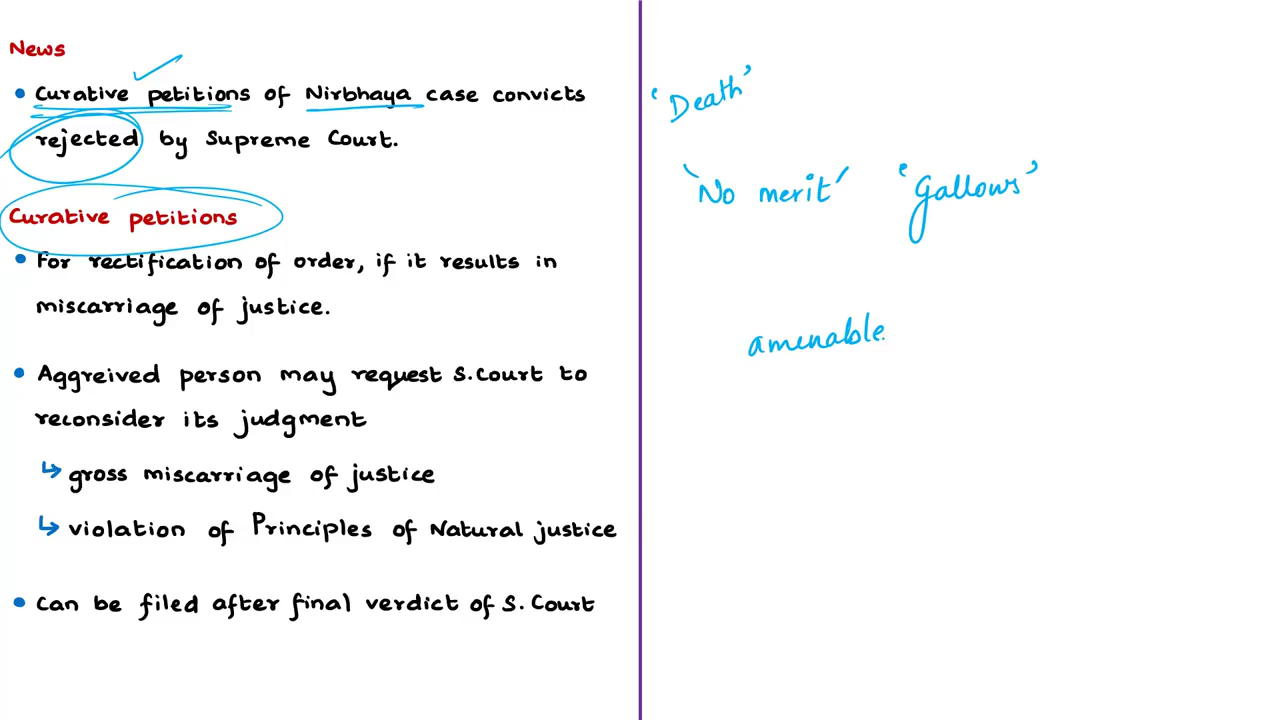 News
• Curative petitions of Nirbhaya case convicts
rejected by Supreme Court.
Curative petitions
• For rectification of order, if it results in
miscarriage of justice.
• Aggreived person may request S.Court to
reconsider its judgment
↳ gross miscarriage of justice
↳ violation of Principles of Natural justice
• Can be filed after final verdict of S. Court
'Death'
'No merit' 'Gallows'
amenable